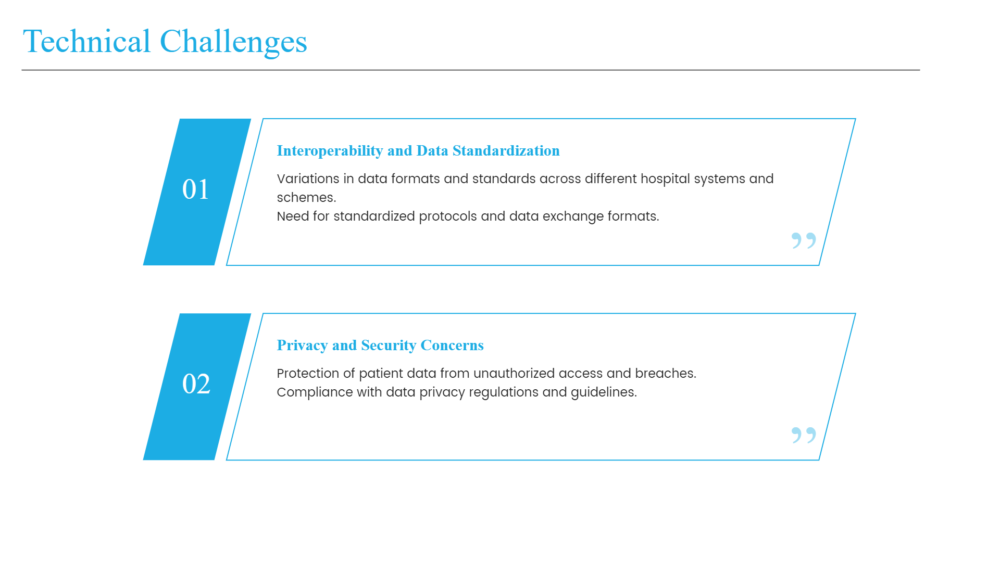 Technical Challenges
01
Interoperability and Data Standardization
Variations in data formats and standards across different hospital systems and
schemes.
Need for standardized protocols and data exchange formats.
”
02
Privacy and Security Concerns
Protection of patient data from unauthorized access and breaches.
Compliance with data privacy regulations and guidelines.
”